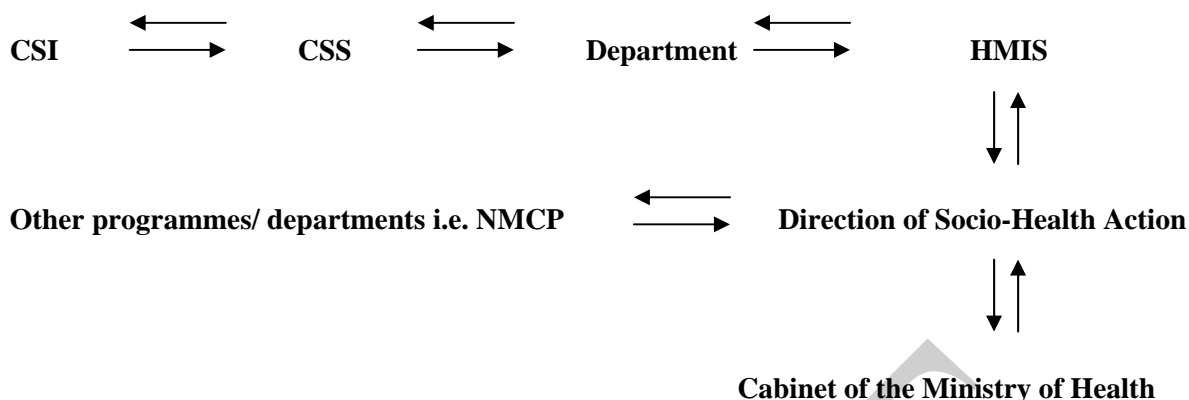 CSI CSS Department HMIS
Other programmes/ departments i.e. NMCP Direction of Socio-Health Action
Cabinet of the Ministry of Health